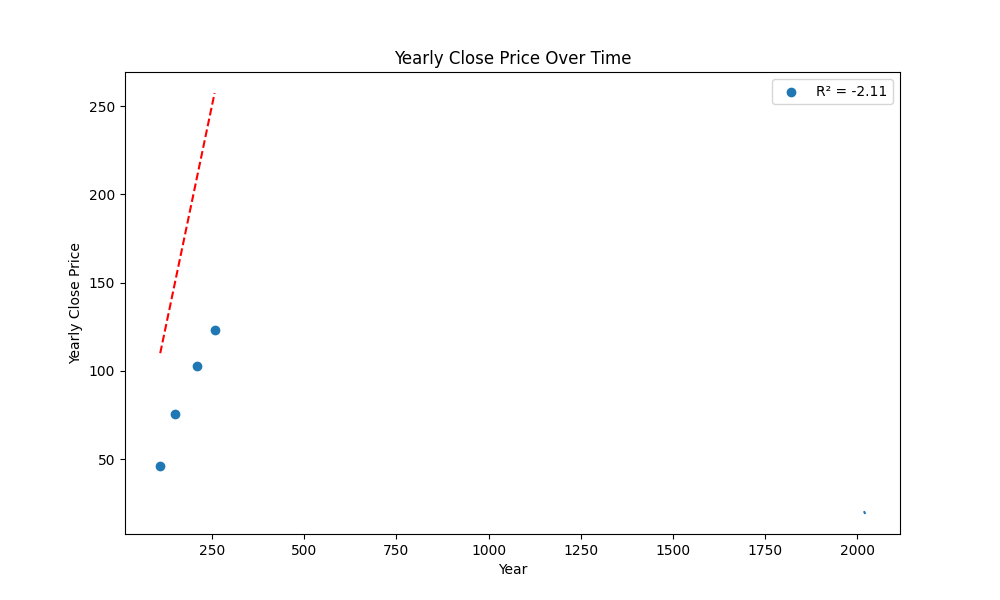 Yearly Close Price Over Time
R² = -2.11
250
200
150
100
50
Yearly Close Price
250 500 750 1000 1250 1500 1750 2000
Year